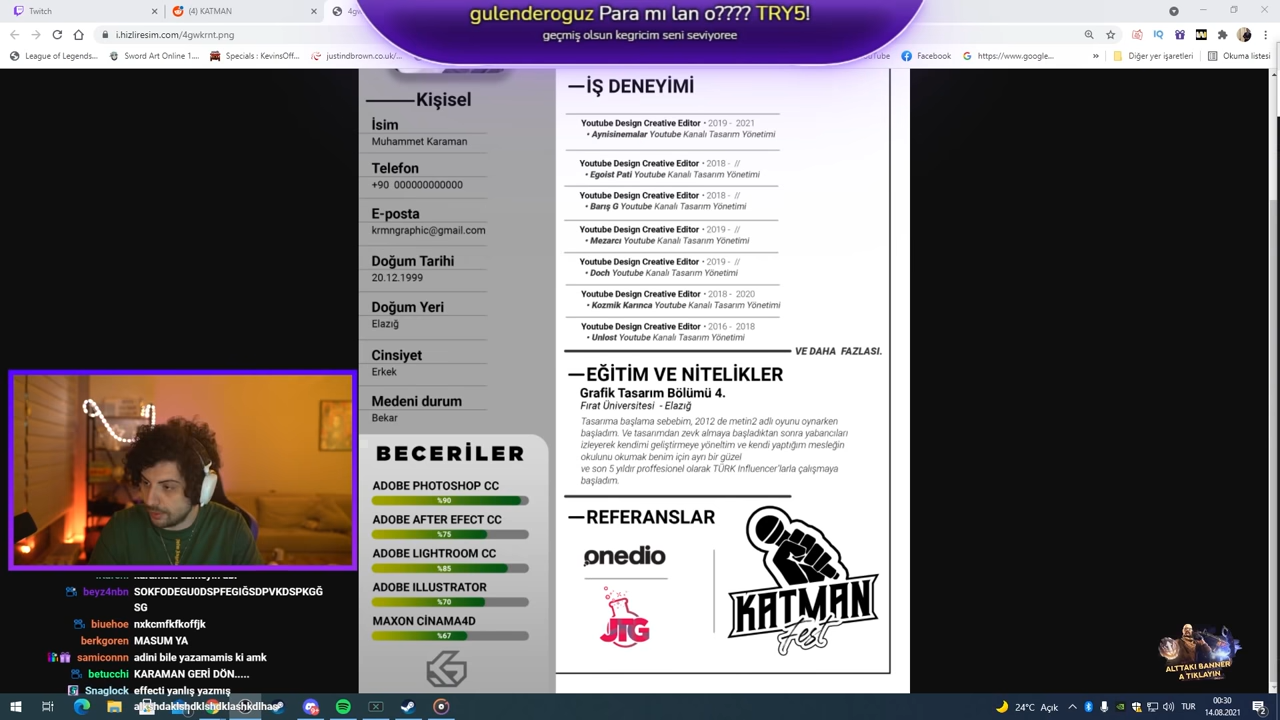 (2) KATMAN
(2) KATMAN
gulenderoguz Para mı lan o???? TRY5!
geçmiş olsun kegricim seni seviyoree
i.hizliresim.com/4gwkrnt.png
League of Legends...
Sword Art Online...
Specials : KevinsOff...
justindbrown.co.uk/...
Facebook
https://www.google...
Diğer yer işaretleri
Okuma listesi
Kişisel
İsim
Muhammet Karaman
Telefon
+90 000000000000
E-posta
krmngraphic@gmail.com
Doğum Tarihi
20.12.1999
Doğum Yeri
Elazığ
Cinsiyet
Erkek
Medeni durum
Bekar
BECERİLER
ADOBE PHOTOSHOP CC
%90
ADOBE AFTER EFECT CC
%75
ADOBE LIGHTROOM CC
%85
ADOBE ILLUSTRATOR
%70
MAXON CİNAMA4D
%67
İŞ DENEYİMİ
Youtube Design Creative Editor • 2019 - 2021
• Aynisinemalar Youtube Kanalı Tasarım Yönetimi
Youtube Design Creative Editor • 2018 - //
• Egoist Pati Youtube Kanalı Tasarım Yönetimi
Youtube Design Creative Editor • 2018 - //
• Barış G Youtube Kanalı Tasarım Yönetimi
Youtube Design Creative Editor • 2019 - //
• Mezarcı Youtube Kanalı Tasarım Yönetimi
Youtube Design Creative Editor • 2019 - //
• Doch Youtube Kanalı Tasarım Yönetimi
Youtube Design Creative Editor • 2018 - 2020
• Kozmik Karınca Youtube Kanalı Tasarım Yönetimi
Youtube Design Creative Editor • 2016 - 2018
• Unlost Youtube Kanalı Tasarım Yönetimi
VE DAHA FAZLASI.
EĞİTİM VE NİTELİKLER
Grafik Tasarım Bölümü 4.
Fırat Üniversitesi - Elazığ
Tasarıma başlama sebebim, 2012 de metin2 adlı oyunu oynarken
başladım. Ve tasarımdan zevk almaya başladıktan sonra yabancıları
izleyerek kendimi geliştirmeye yöneltim ve kendi yaptığım mesleğin
okulunu okumak benim için ayrı bir güzel
ve son 5 yıldır proffesionel olarak TÜRK Influencer'larla çalışmaya
başladım.
REFERANSLAR
onedio
JTG
KATMAN
Fest
beyz4nbn SOKFODEGU0DSPFEGIĞSDPVKDSPKGĞ
SG
biuehoe nxkcmfkfkoffjk
berkgoren MASUM YA
samiconnn adini bile yazamamis ki amk
betucchi KARAMAN GERİ DÖN.....
Snaglock effecti yanlış yazmış
ALTTAKI BANNER
A TIKLAYIN
24°C
00:30
14.08.2021